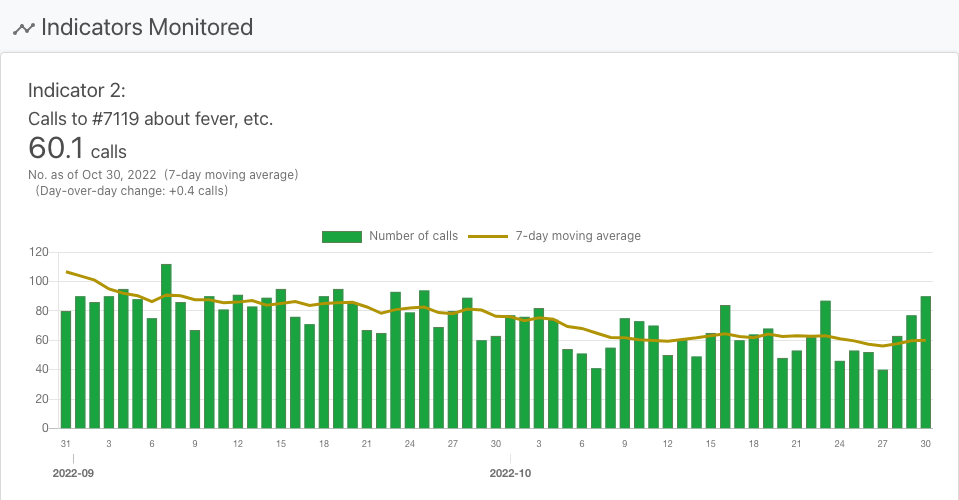 Indicators Monitored
Indicator 2:
Calls to #7119 about fever, etc.
60.1 calls
No. as of Oct 30, 2022 (7-day moving average)
(Day-over-day change: +0.4 calls)
Number of calls 7-day moving average
120
100
80
60
40
20
0
31 3 6 9 12 15 18 21 24 27 30 3 6 9 12 15 18 21 24 27 30
2022-09 2022-10